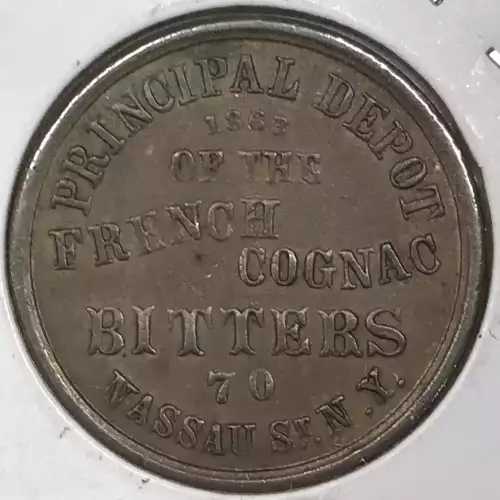 PRINCIPAL DEPOT
1863
OF THE
FRENCH
COGNAC
BITTERS
70
NASSAU ST. N.Y.